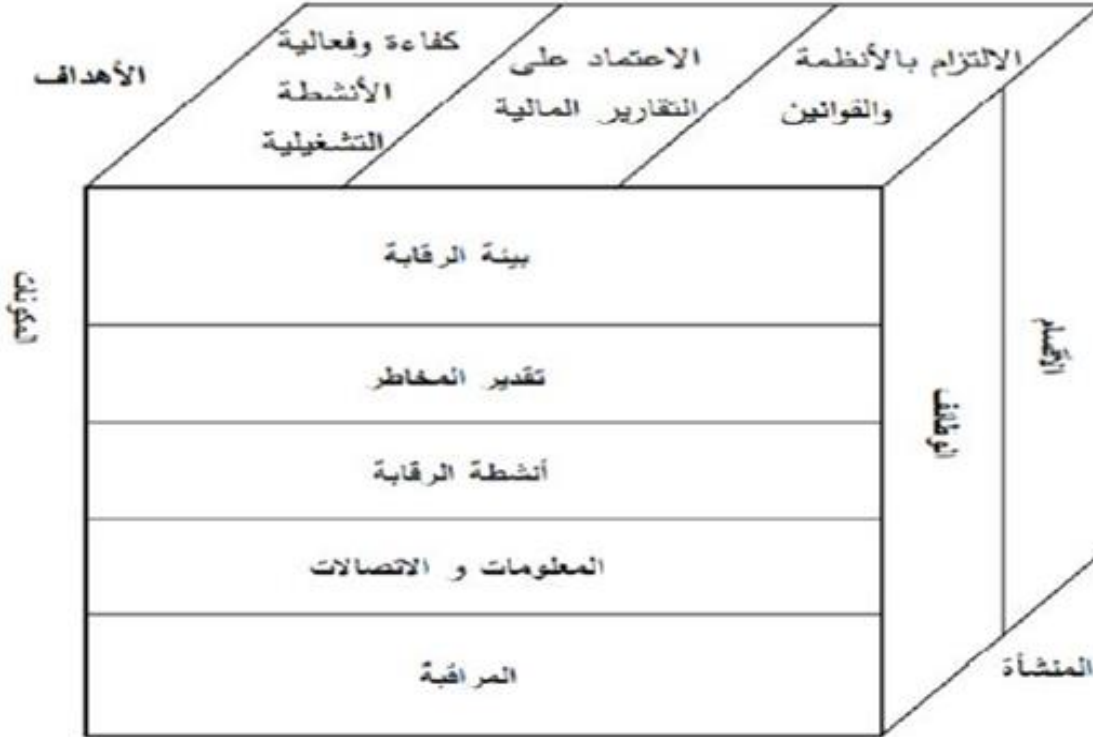 الأهداف
كفاءة وفعالية
الأنشطة
التشغيلية
الاعتماد على
التقارير المالية
الالتزام بالأنظمة
والقوانين
المكونات
بيئة الرقابة
تقدير المخاطر
أنشطة الرقابة
المعلومات و الاتصالات
المراقبة
الوظائف
الأقسام
المنشأة